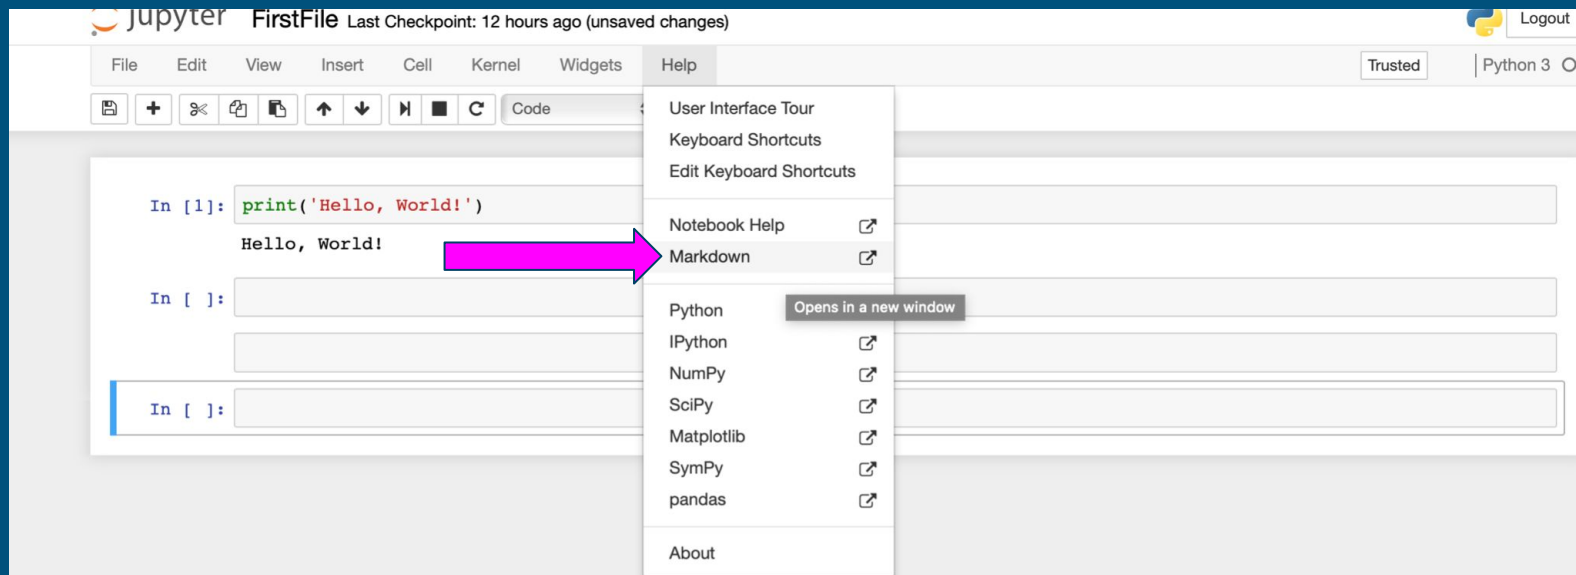 jupyter FirstFile Last Checkpoint: 12 hours ago (unsaved changes) Logout
File Edit View Insert Cell Kernel Widgets Help Trusted Python 3
Code
User Interface Tour
Keyboard Shortcuts
Edit Keyboard Shortcuts
In [1]: print('Hello, World!')
Hello, World!
Notebook Help
Markdown
Opens in a new window
In [ ]:
Python
IPython
NumPy
SciPy
In [ ]:
Matplotlib
SymPy
pandas
About